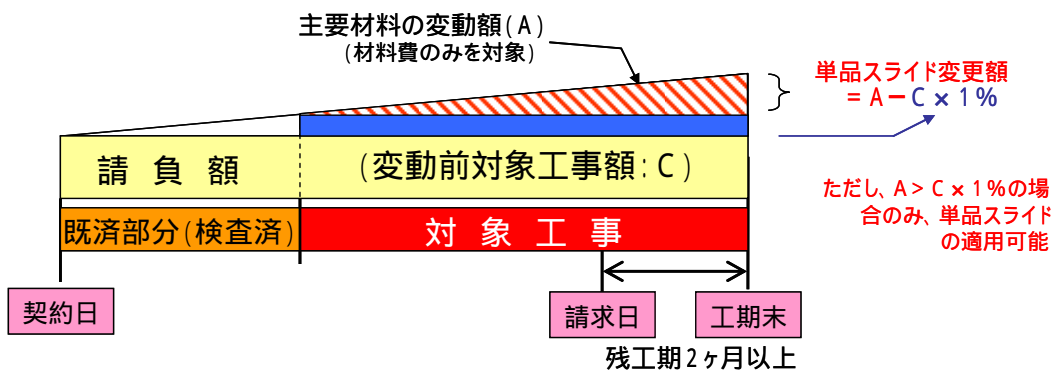 主要材料の変動額(A)
(材料費のみを対象)
単品スライド変更額
= A－C×1%
請 負 額
(変動前対象工事額:C)
ただし、A>C×1%の場
合のみ、単品スライド
の適用可能
既済部分(検査済)
対 象 工 事
契約日
請求日
工期末
残工期2ヶ月以上